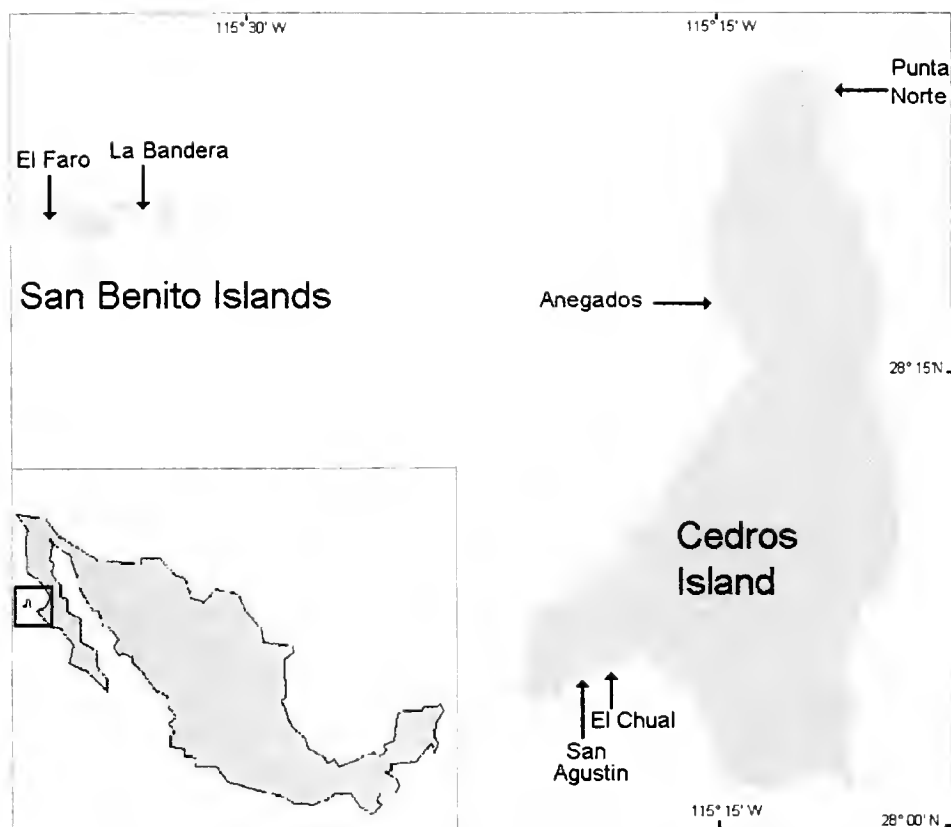 115° 30' W
115° 15' W
Punta
Norte
El Faro
La Bandera
San Benito Islands
Anegados
28° 15'N
Cedros
Island
El Chual
San
Agustin
115° 15' W
28° 00' N